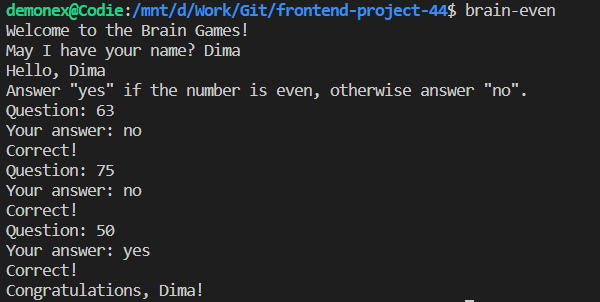 demonex@Codie:/mnt/d/Work/Git/frontend-project-44$ brain-even
Welcome to the Brain Games!
May I have your name? Dima
Hello, Dima
Answer "yes" if the number is even, otherwise answer "no".
Question: 63
Your answer: no
Correct!
Question: 75
Your answer: no
Correct!
Question: 50
Your answer: yes
Correct!
Congratulations, Dima!